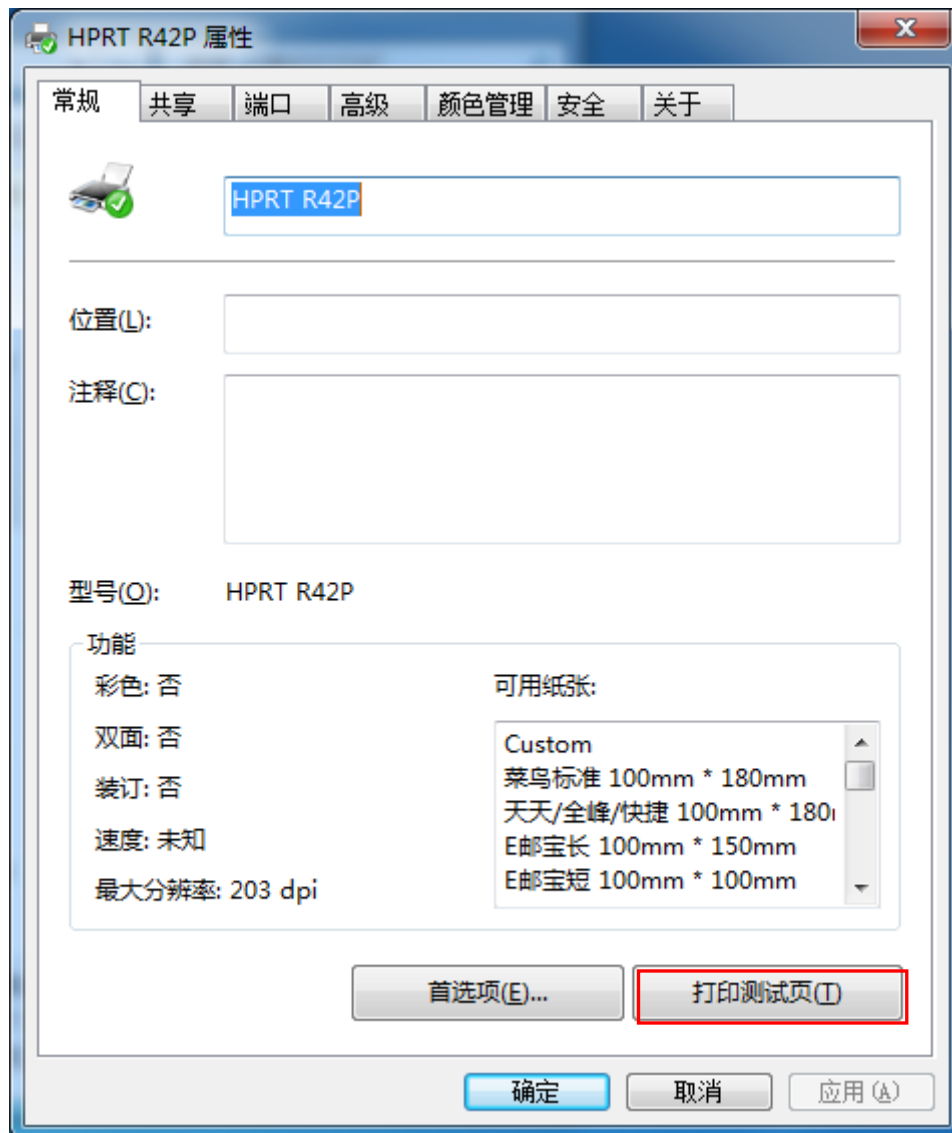 HPRT R42P 属性
常规 共享 端口 高级 颜色管理 安全 关于
HPRT R42P
位置(L):
注释(C):
型号(O): HPRT R42P
功能
彩色: 否
双面: 否
装订: 否
速度: 未知
最大分辨率: 203 dpi
可用纸张:
Custom
菜鸟标准 100mm * 180mm
天天/全峰/快捷 100mm * 180
E邮宝长 100mm * 150mm
E邮宝短 100mm * 100mm
首选项(E)... 打印测试页(T)
确定 取消 应用(A)